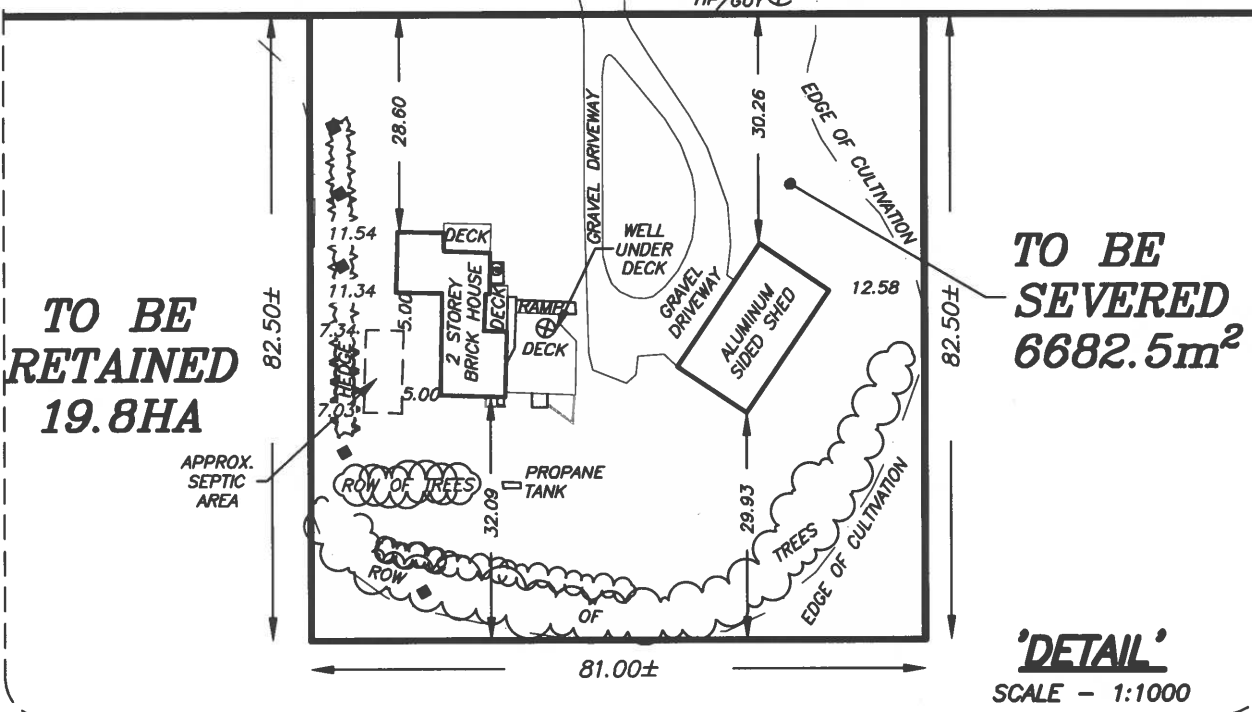 HP/GUY
28.60
GRAVEL DRIVEWAY
30.26
EDGE OF CULTIVATION
11.54
DECK
WELL
UNDER
DECK
TO BE
SEVERED
6682.5m²
TO BE
RETAINED
19.8HA
82.50±
11.34
5.00
2 STOREY
BRICK HOUSE
DECK
RAMP
DECK
GRAVEL
DRIVEWAY
ALUMINUM
SIDED SHED
12.58
82.50±
7.34
HEDGE
7.03
5.00
APPROX.
SEPTIC
AREA
ROW OF TREES
PROPANE
TANK
32.09
29.93
ROW
OF
TREES
EDGE OF CULTIVATION
81.00±
'DETAIL'
SCALE - 1:1000